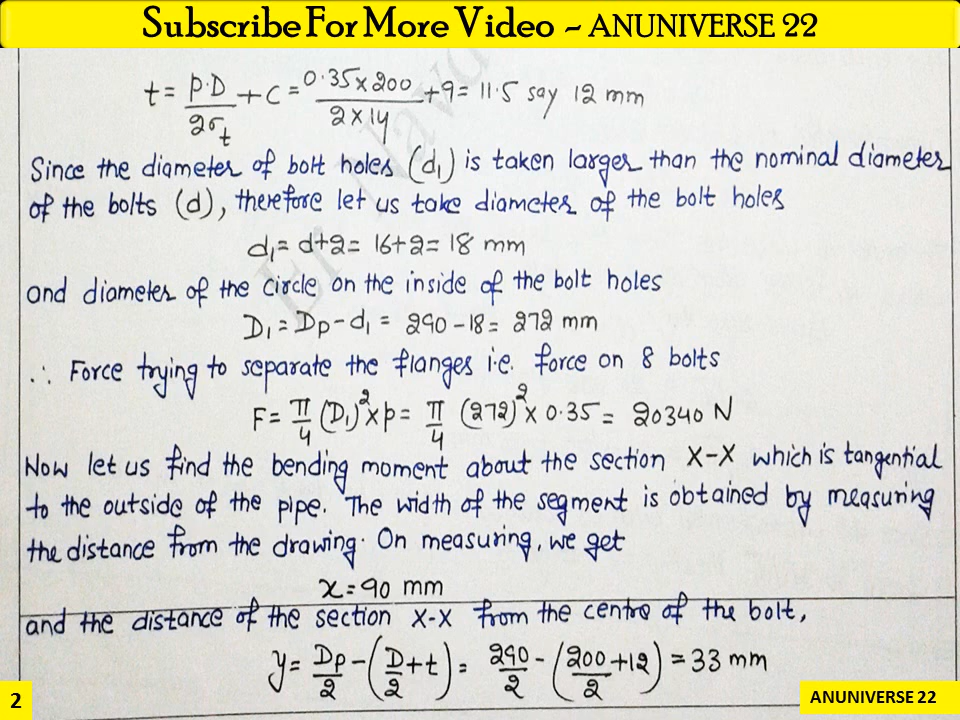 Subscribe For More Video ~ ANUNIVERSE 22
t = p·D / 2σt + c = 0.35×200 / 2×14 + 9 = 11.5 say 12 mm
Since the diameter of bolt holes (d₁) is taken larger than the nominal diameter
of the bolts (d), therefore let us take diameter of the bolt holes
d₁ = d+2 = 16+2 = 18 mm
and diameter of the circle on the inside of the bolt holes
D₁ = Dp - d₁ = 290 - 18 = 272 mm
∴ Force trying to separate the flanges i.e. force on 8 bolts
F = π/4 (D₁)² × p = π/4 (272)² × 0.35 = 20340 N
Now let us find the bending moment about the section X-X which is tangential
to the outside of the pipe. The width of the segment is obtained by measuring
the distance from the drawing. On measuring, we get
x = 90 mm
and the distance of the section X-X from the centre of the bolt,
y = Dp/2 - (D/2 + t) = 290/2 - (200/2 + 12) = 33 mm
2
ANUNIVERSE 22